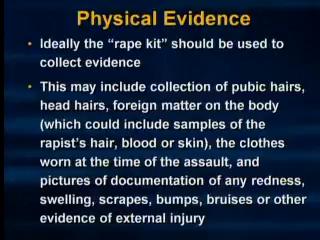 Physical Evidence
• Ideally the “rape kit” should be used to
collect evidence
• This may include collection of pubic hairs,
head hairs, foreign matter on the body
(which could include samples of the
rapist’s hair, blood or skin), the clothes
worn at the time of the assault, and
pictures of documentation of any redness,
swelling, scrapes, bumps, bruises or other
evidence of external injury